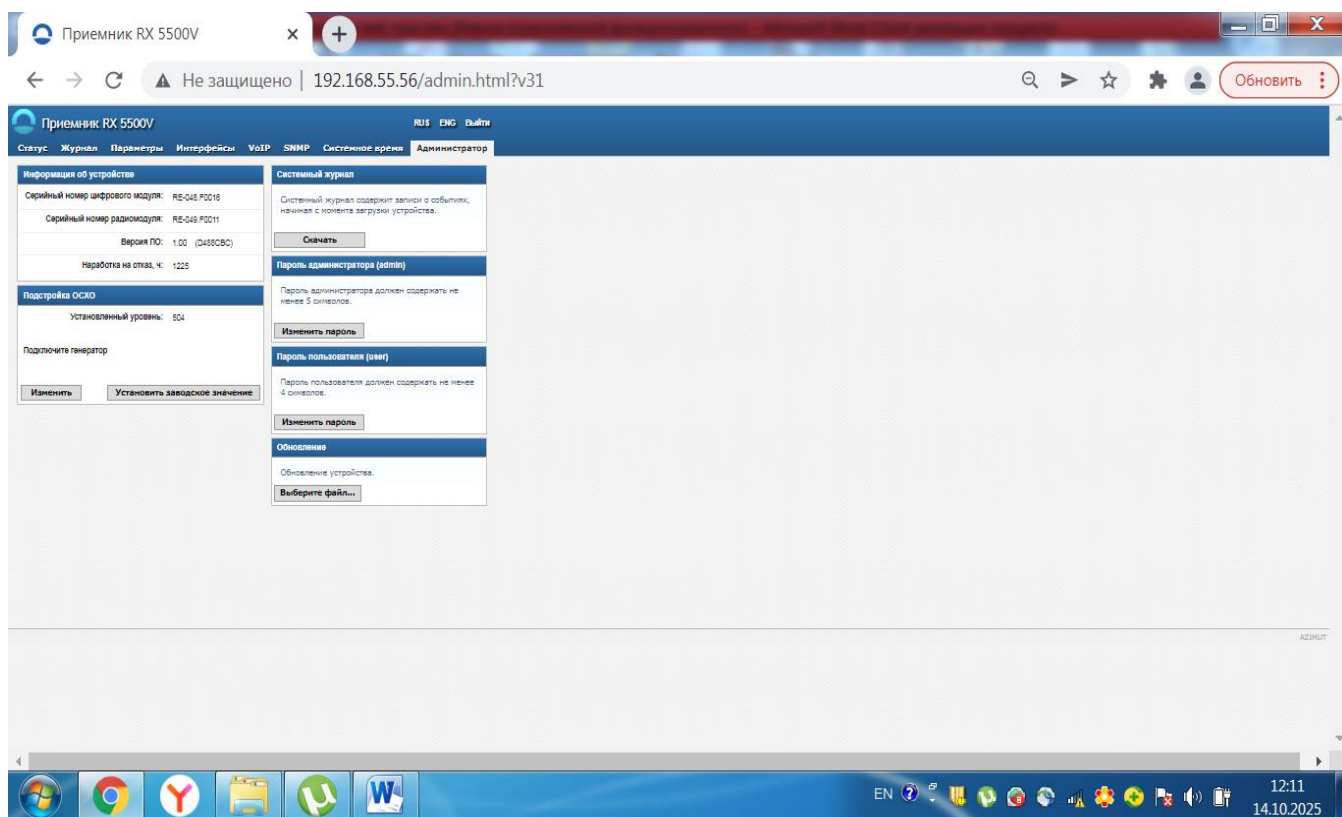 Приемник RX 5500V
Не защищено | 192.168.55.56/admin.html?v31
Обновить
Приемник RX 5500V
RUS ENG Выйти
Статус Журнал Параметры Интерфейсы VoIP SNMP Системное время Администратор
Информация об устройстве
Серийный номер цифрового модуля: RE-048.F0016
Серийный номер радиомодуля: RE-049.F0011
Версия ПО: 1.00 (D488CBC)
Наработка на отказ, ч: 1225
Подстройка ОСХО
Установленный уровень: 504
Подключите генератор
Изменить Установить заводское значение
Системный журнал
Системный журнал содержит записи о событиях,
начиная с момента загрузки устройства.
Скачать
Пароль администратора (admin)
Пароль администратора должен содержать не
менее 5 символов.
Изменить пароль
Пароль пользователя (user)
Пароль пользователя должен содержать не менее
4 символов.
Изменить пароль
Обновление
Обновление устройства.
Выберите файл...
AZIMUT
EN
12:11
14.10.2025